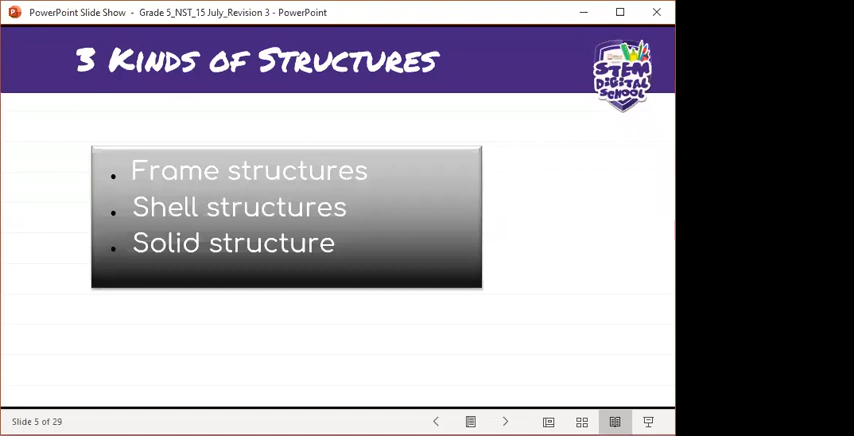 PowerPoint Slide Show - Grade 5_NST_15 July_Revision 3 - PowerPoint
3 Kinds of Structures
STEM
DIGITAL
SCHOOL
Frame structures
Shell structures
Solid structure
Slide 5 of 29